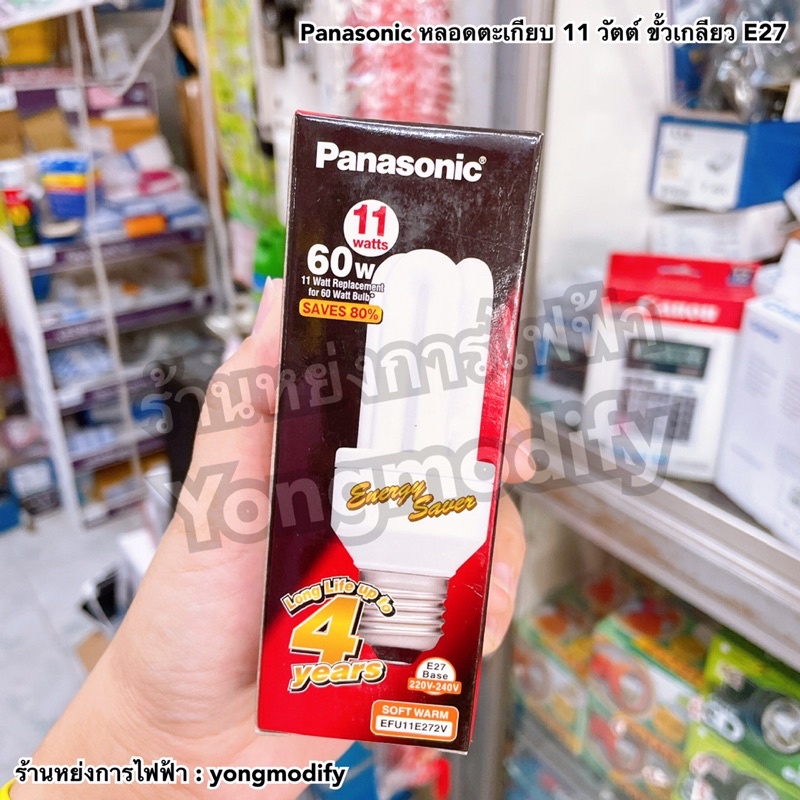 Panasonic หลอดตะเกียบ 11 วัตต์ ขั้วเกลียว E27
Panasonic®
11
watts
60W
11 Watt Replacement
for 60 Watt Bulb*
SAVES 80%
Canon
ร้านหย่งการไฟฟ้า
Yongmodify
Energy
Saver
Long Life up to
4
years
E27
Base
220V-240V
SOFT WARM
EFU11E272V
ร้านหย่งการไฟฟ้า : yongmodify